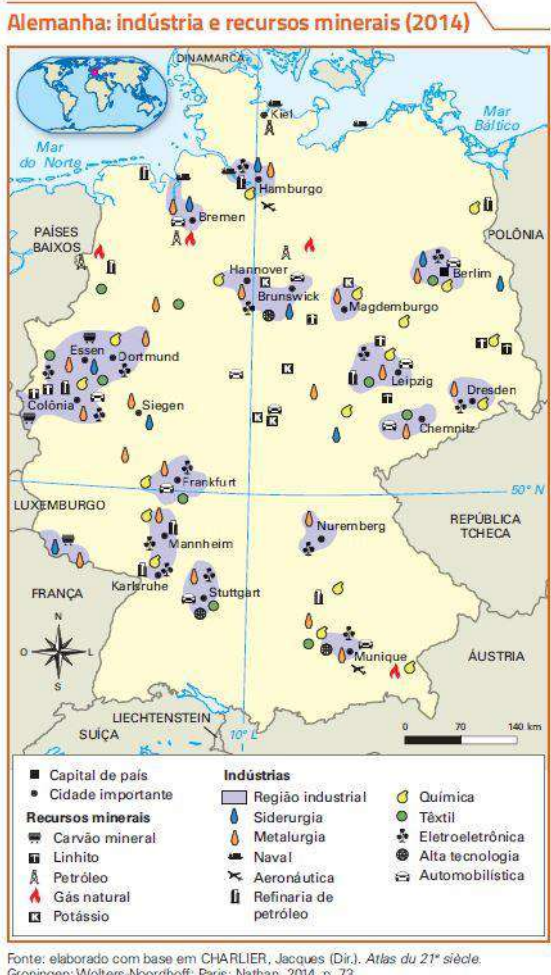 Alemanha: indústria e recursos minerais (2014)
DINAMARCA
Kiel
Mar
Báltico
Mar
do Norte
Hamburgo
Bremen
PAÍSES
BAIXOS
POLÔNIA
Hannover
Berlim
Brunswick
Magdemburgo
Essen
Dortmund
Leipzig
Colônia
Siegen
Dresden
Chemnitz
Frankfurt
50° N
LUXEMBURGO
Nuremberg
REPÚBLICA
TCHECA
Mannheim
Karlsruhe
FRANÇA
Stuttgart
N
O
L
S
Munique
ÁUSTRIA
LIECHTENSTEIN
SUÍÇA
10° L
0 70 140 km
Capital de país
Cidade importante
Recursos minerais
Carvão mineral
Linhito
Petróleo
Gás natural
Potássio
Indústrias
Região industrial
Siderurgia
Metalurgia
Naval
Aeronáutica
Refinaria de
petróleo
Química
Têxtil
Eletroeletrônica
Alta tecnologia
Automobilística
Fonte: elaborado com base em CHARLIER, Jacques (Dir.). Atlas du 21ᵉ siècle.
Groningen: Wolters-Noordhoff; Paris: Nathan, 2014. p. 73.